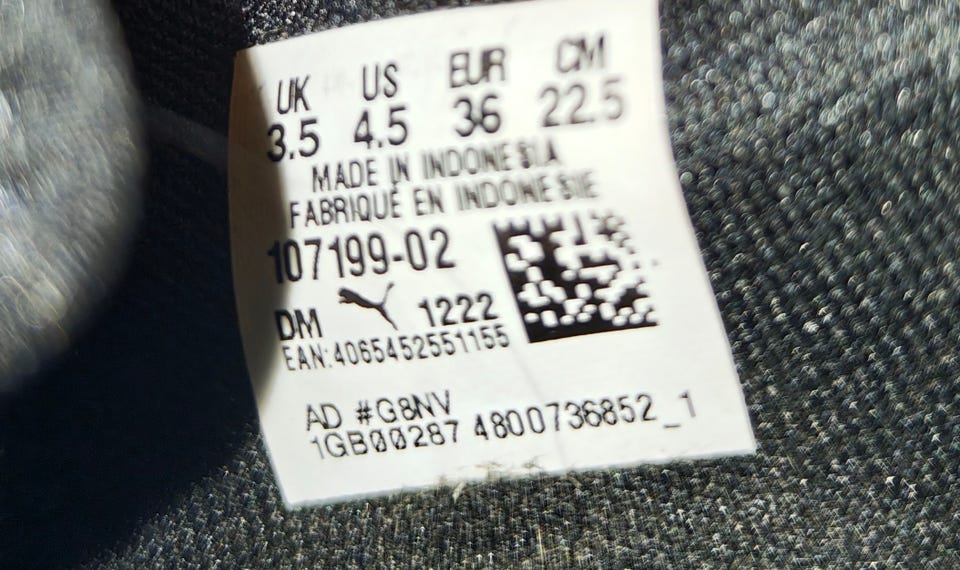 UK US EUR CM
3.5 4.5 36 22.5
MADE IN INDONESIA
FABRIQUÉ EN INDONESIE
107199-02
DM 1222
EAN:4065452551155
AD #G8NV
1GB00287 4800736852_1